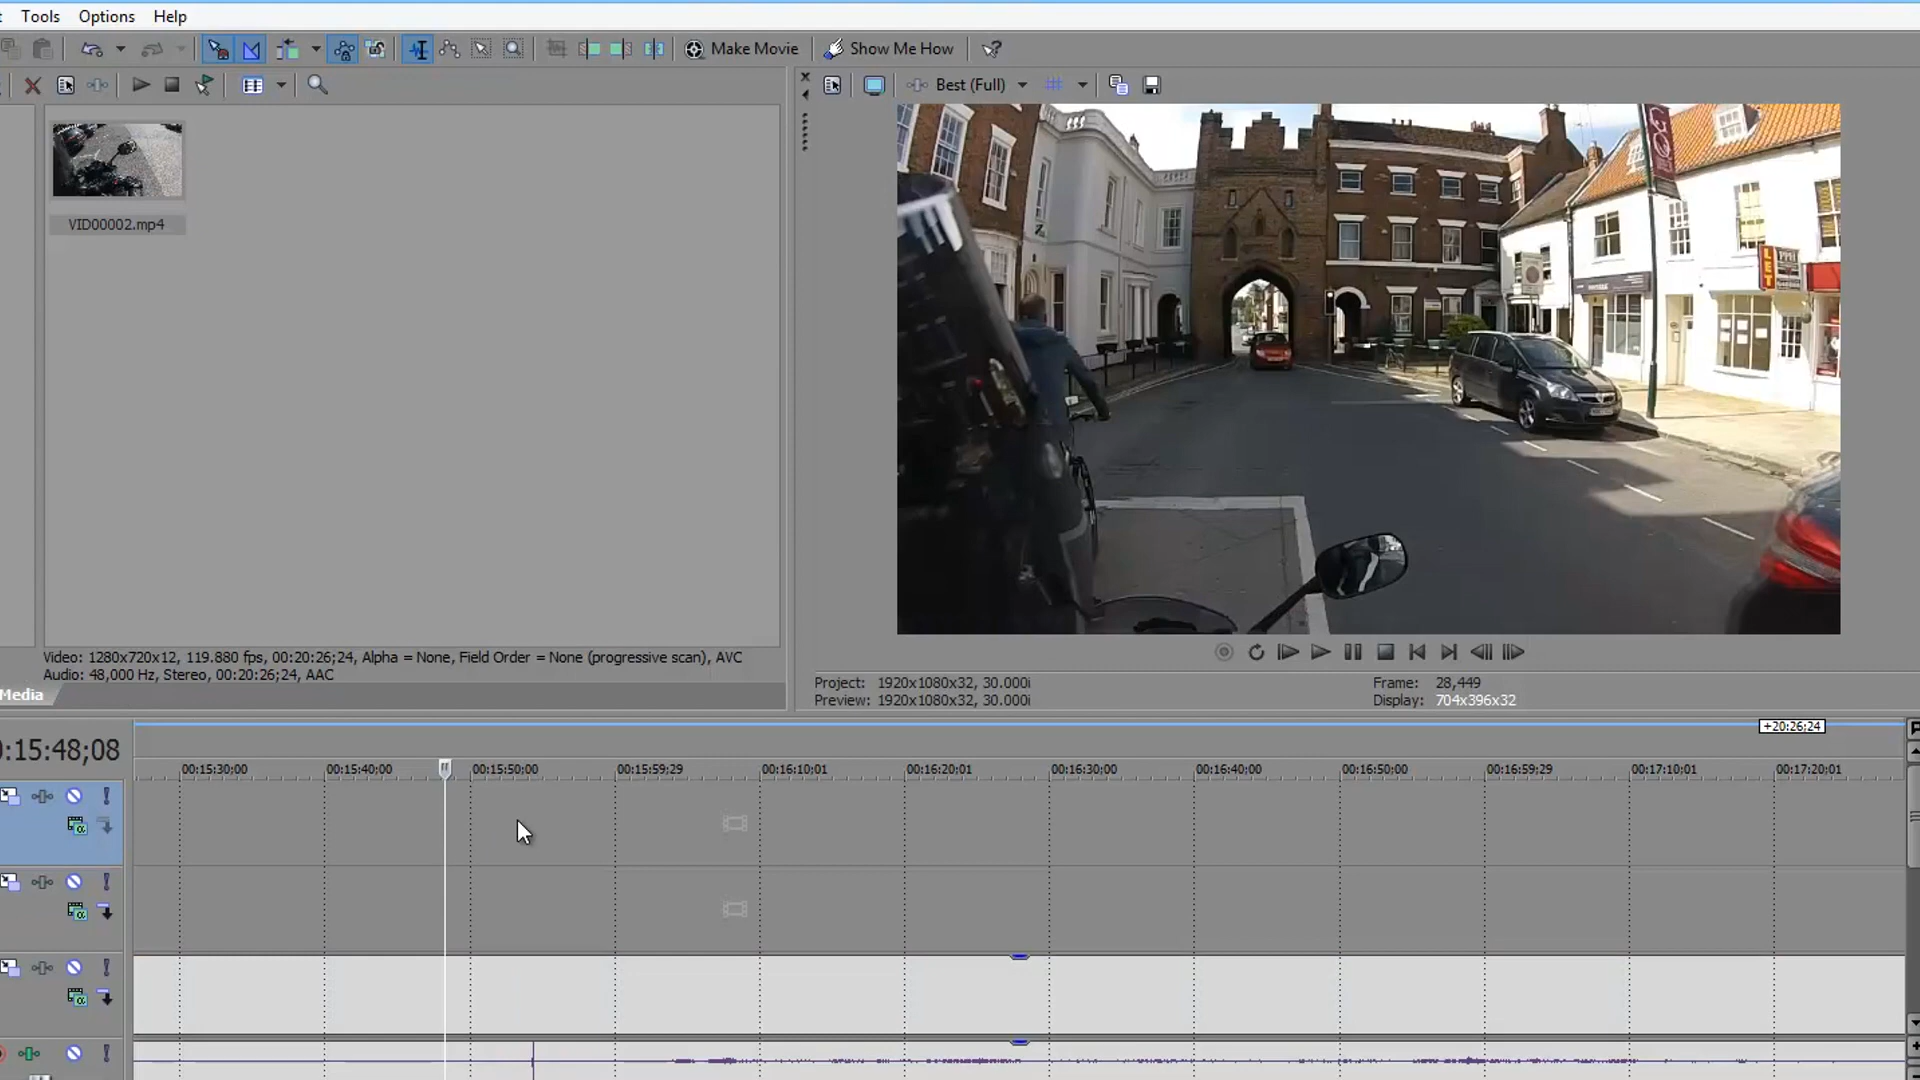 Tools Options Help
Make Movie Show Me How
Best (Full)
VID00002.mp4
LET
Video: 1280x720x12, 119.880 fps, 00:20:26;24, Alpha = None, Field Order = None (progressive scan), AVC
Audio: 48,000 Hz, Stereo, 00:20:26;24, AAC
Media
Project: 1920x1080x32, 30.000i
Preview: 1920x1080x32, 30.000i
Frame: 28,449
Display: 704x396x32
+20:26;24
:15:48;08
00:15:30;00 00:15:40;00 00:15:50;00 00:15:59;29 00:16:10;01 00:16:20;01 00:16:30;00 00:16:40;00 00:16:50;00 00:16:59;29 00:17:10;01 00:17:20;01